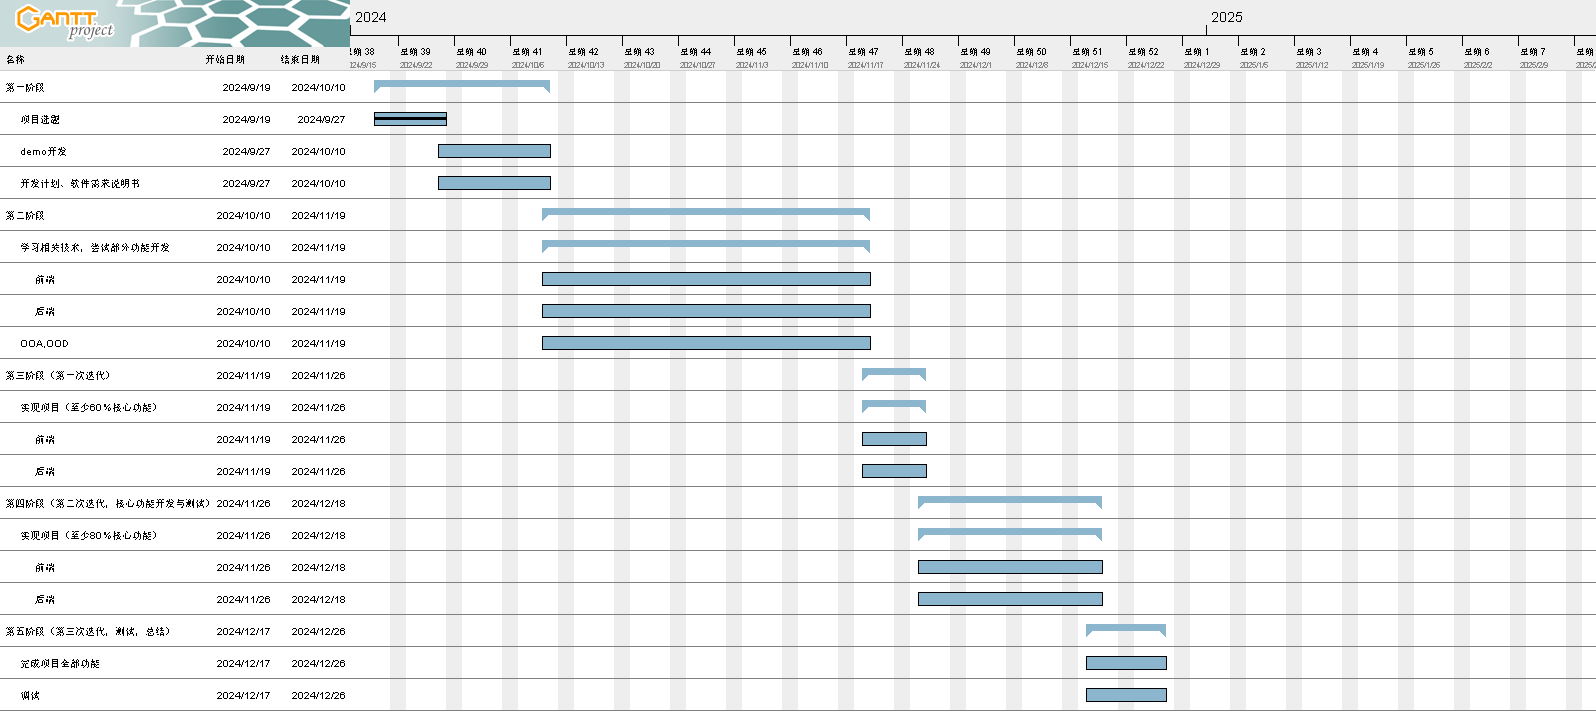 GANTT project
2024
2025
星期 38 星期 39 星期 40 星期 41 星期 42 星期 43 星期 44 星期 45 星期 46 星期 47 星期 48 星期 49 星期 50 星期 51 星期 52 星期 1 星期 2 星期 3 星期 4 星期 5 星期 6 星期 7
名称 开始日期 结束日期
2024/9/22 2024/9/29 2024/10/6 2024/10/13 2024/10/20 2024/10/27 2024/11/3 2024/11/10 2024/11/17 2024/11/24 2024/12/1 2024/12/8 2024/12/15 2024/12/22 2024/12/29 2025/1/5 2025/1/12 2025/1/19 2025/1/26 2025/2/2 2025/2/9
第一阶段 2024/9/19 2024/10/10
项目选题 2024/9/19 2024/9/27
demo开发 2024/9/27 2024/10/10
开发计划、软件需求说明书 2024/9/27 2024/10/10
第二阶段 2024/10/10 2024/11/19
学习相关技术，尝试部分功能开发 2024/10/10 2024/11/19
前端 2024/10/10 2024/11/19
后端 2024/10/10 2024/11/19
OOA,OOD 2024/10/10 2024/11/19
第三阶段（第一次迭代） 2024/11/19 2024/11/26
实现项目（至少60%核心功能） 2024/11/19 2024/11/26
前端 2024/11/19 2024/11/26
后端 2024/11/19 2024/11/26
第四阶段（第二次迭代，核心功能开发与测试） 2024/11/26 2024/12/18
实现项目（至少80%核心功能） 2024/11/26 2024/12/18
前端 2024/11/26 2024/12/18
后端 2024/11/26 2024/12/18
第五阶段（第三次迭代，测试，总结） 2024/12/17 2024/12/26
完成项目全部功能 2024/12/17 2024/12/26
调试 2024/12/17 2024/12/26